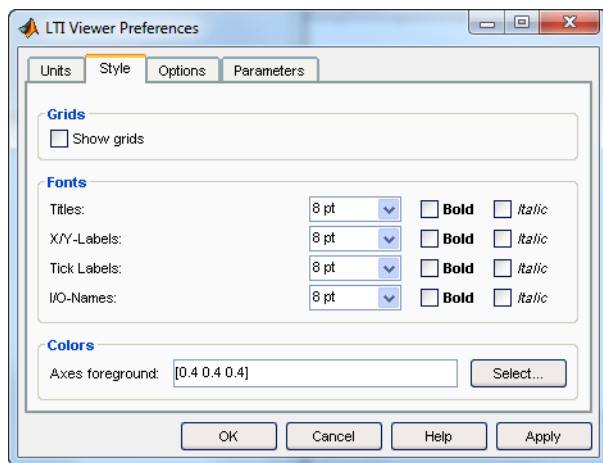 LTI Viewer Preferences
Units Style Options Parameters
Grids
Show grids
Fonts
Titles: 8 pt Bold Italic
X/Y-Labels: 8 pt Bold Italic
Tick Labels: 8 pt Bold Italic
I/O-Names: 8 pt Bold Italic
Colors
Axes foreground: [0.4 0.4 0.4] Select...
OK Cancel Help Apply